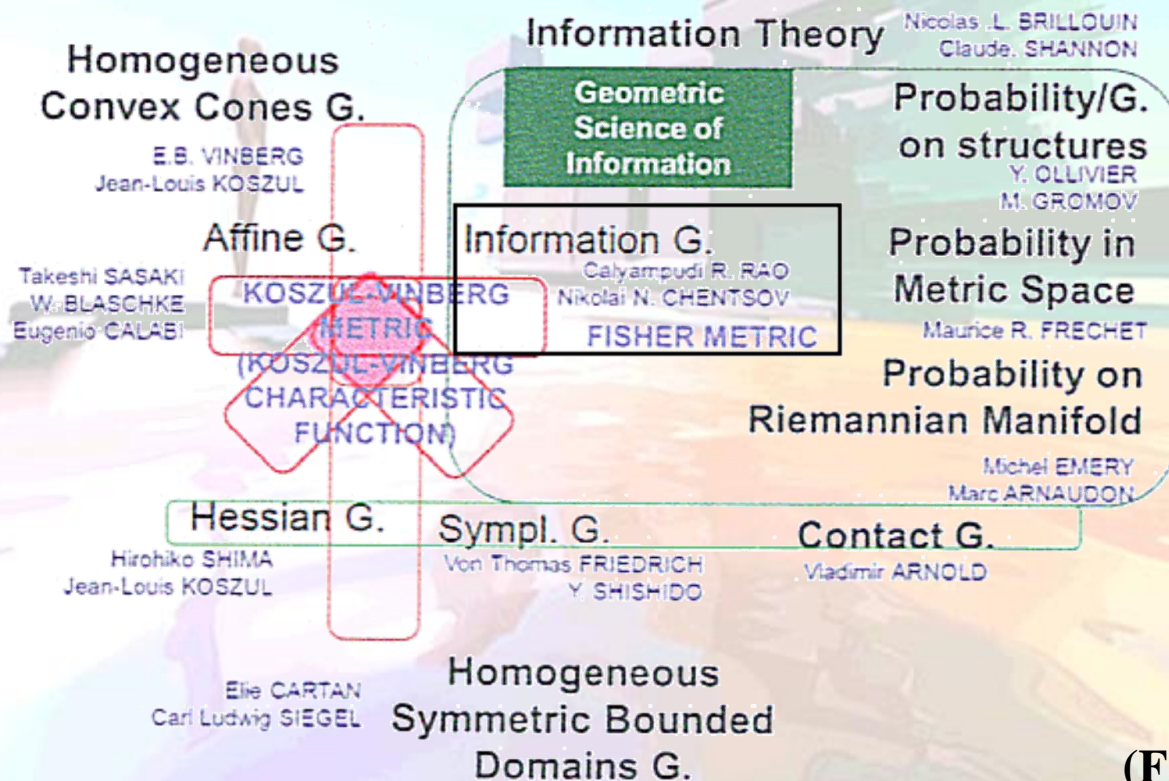 Information Theory
Nicolas .L. BRILLOUIN
Claude. SHANNON
Homogeneous
Convex Cones G.
E.B. VINBERG
Jean-Louis KOSZUL
Geometric
Science of
Information
Probability/G.
on structures
Y. OLLIVIER
M. GROMOV
Affine G.
Takeshi SASAKI
W. BLASCHKE
Eugenio CALABI
Information G.
Calyampudi R. RAO
Nikolai N. CHENTSOV
FISHER METRIC
Probability in
Metric Space
Maurice R. FRECHET
KOSZUL-VINBERG
METRIC
(KOSZUL-VINBERG
CHARACTERISTIC
FUNCTION)
Probability on
Riemannian Manifold
Michel EMERY
Marc ARNAUDON
Hessian G.
Hirohiko SHIMA
Jean-Louis KOSZUL
Sympl. G.
Von Thomas FRIEDRICH
Y SHISHIDO
Contact G.
Vladimir ARNOLD
Elie CARTAN
Carl Ludwig SIEGEL
Homogeneous
Symmetric Bounded
Domains G.
(F